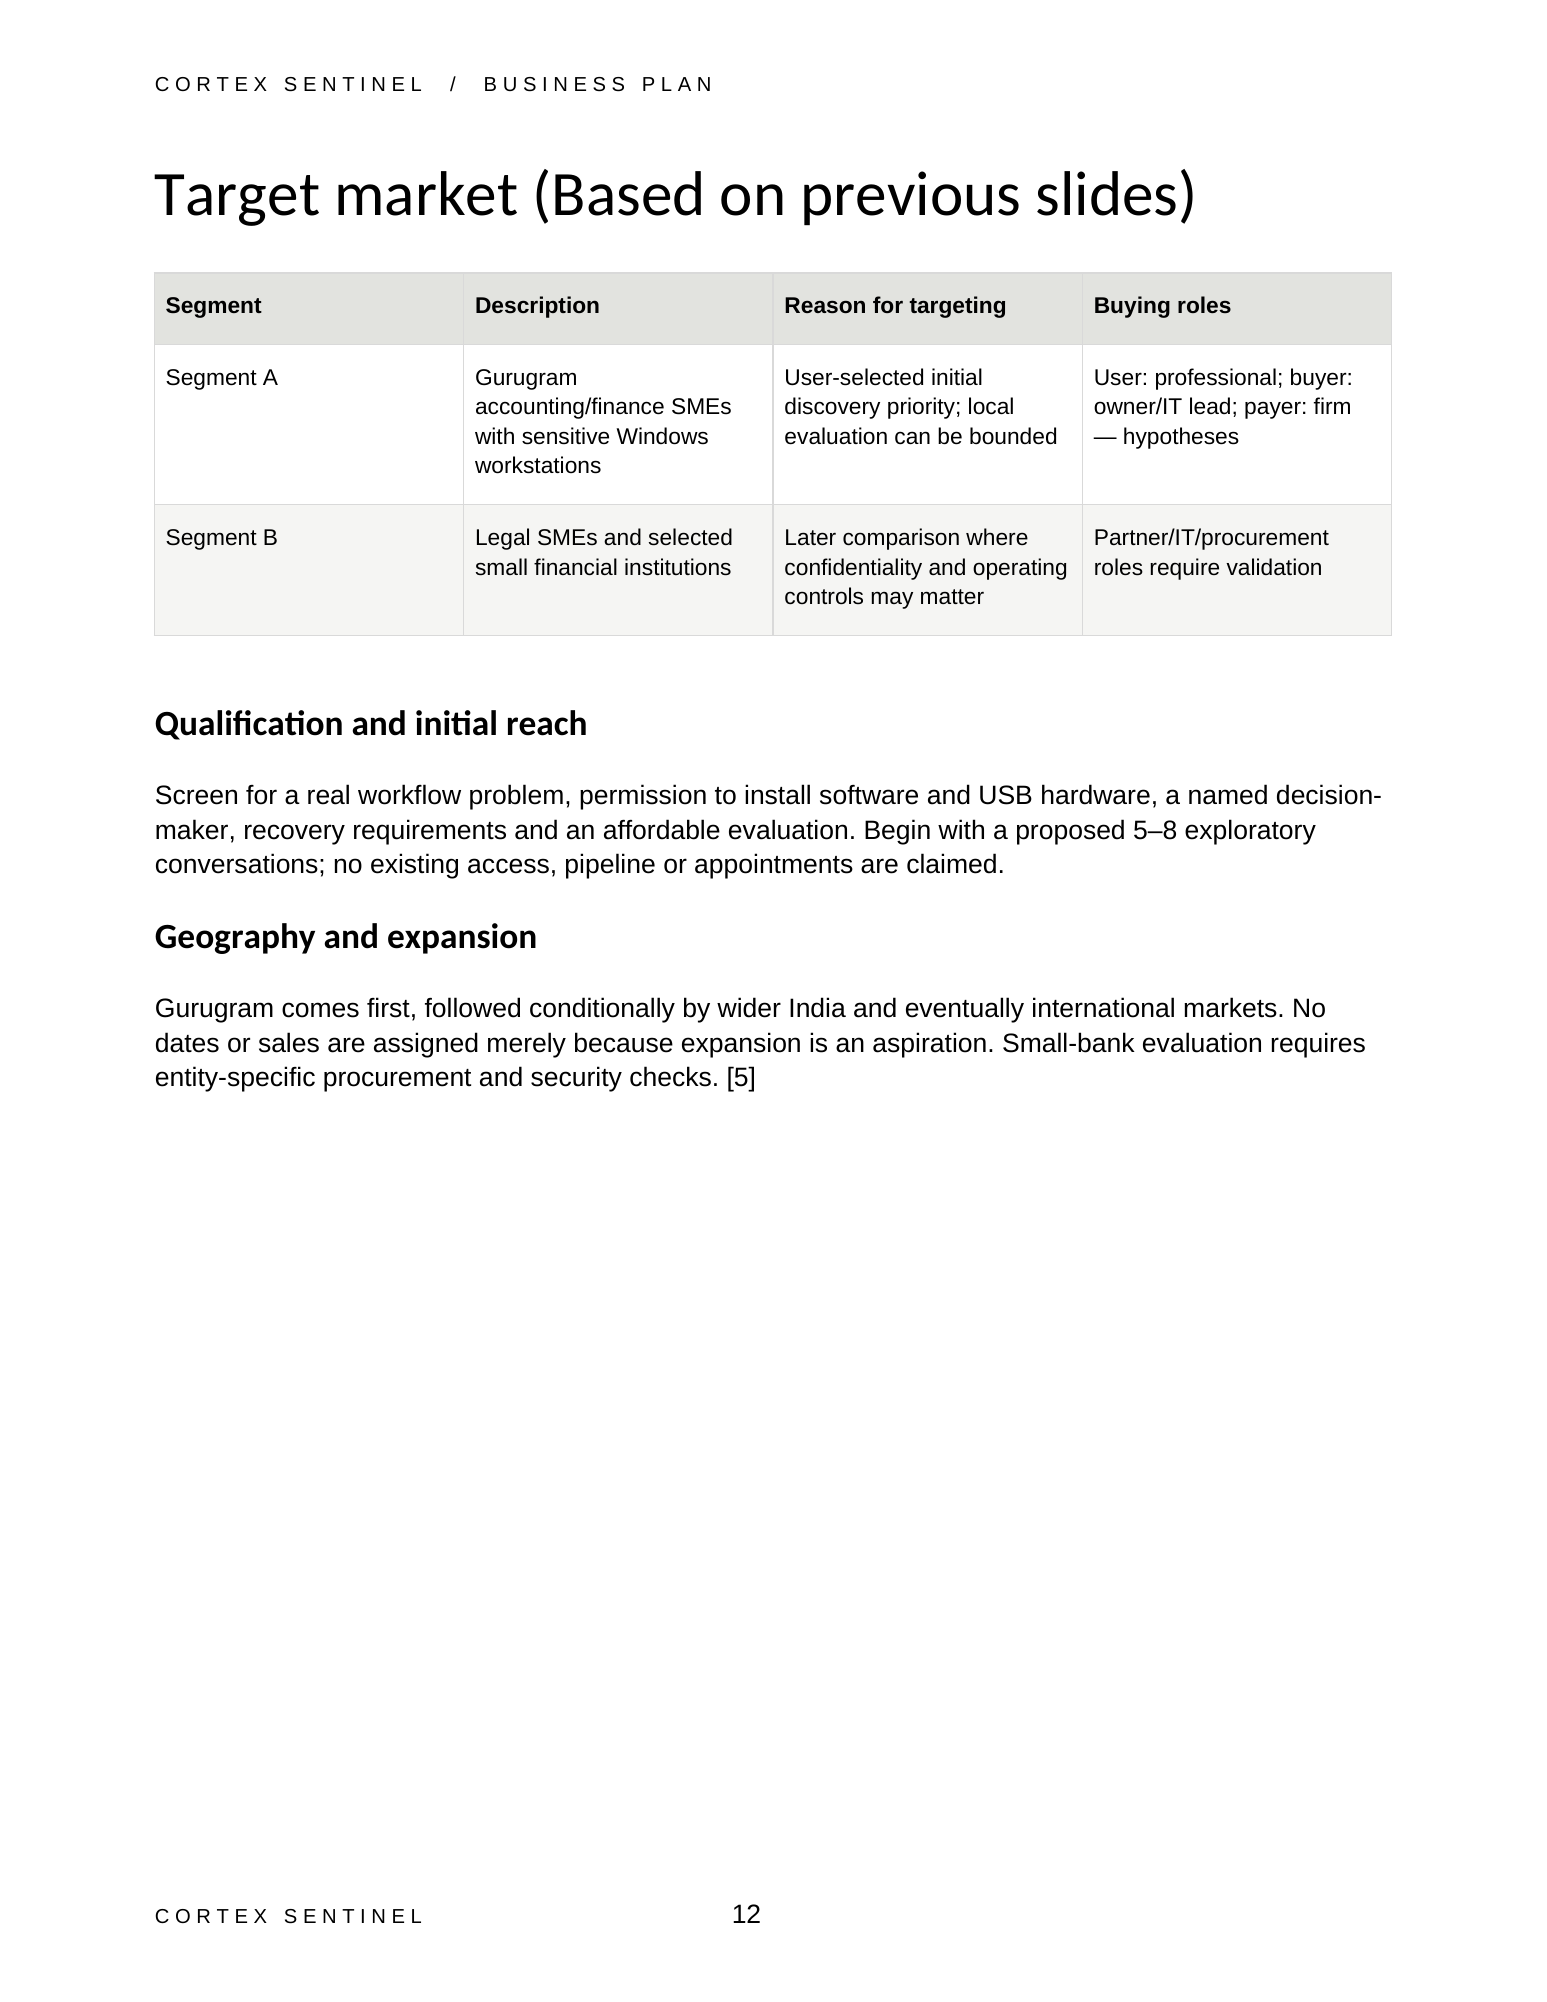 CORTEX SENTINEL / BUSINESS PLAN
Target market (Based on previous slides)
Segment
Description
Reason for targeting
Buying roles
Segment A
Gurugram
accounting/finance SMEs
with sensitive Windows
workstations
User-selected initial
discovery priority; local
evaluation can be bounded
User: professional; buyer:
owner/IT lead; payer: firm
— hypotheses
Segment B
Legal SMEs and selected
small financial institutions
Later comparison where
confidentiality and operating
controls may matter
Partner/IT/procurement
roles require validation
Qualification and initial reach
Screen for a real workflow problem, permission to install software and USB hardware, a named decision-
maker, recovery requirements and an affordable evaluation. Begin with a proposed 5–8 exploratory
conversations; no existing access, pipeline or appointments are claimed.
Geography and expansion
Gurugram comes first, followed conditionally by wider India and eventually international markets. No
dates or sales are assigned merely because expansion is an aspiration. Small-bank evaluation requires
entity-specific procurement and security checks. [5]
CORTEX SENTINEL
12